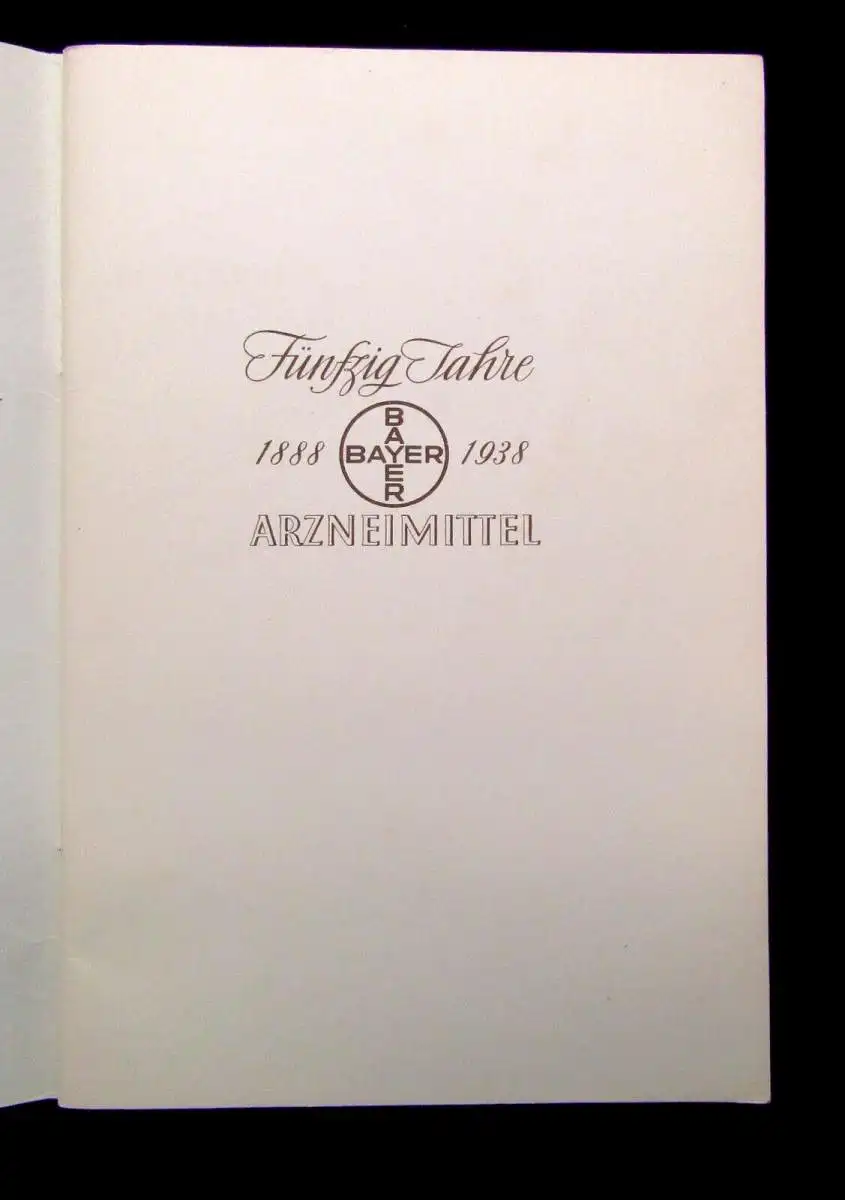 Fünfzig Jahre
1888 BAYER BAYER 1938
ARZNEIMITTEL